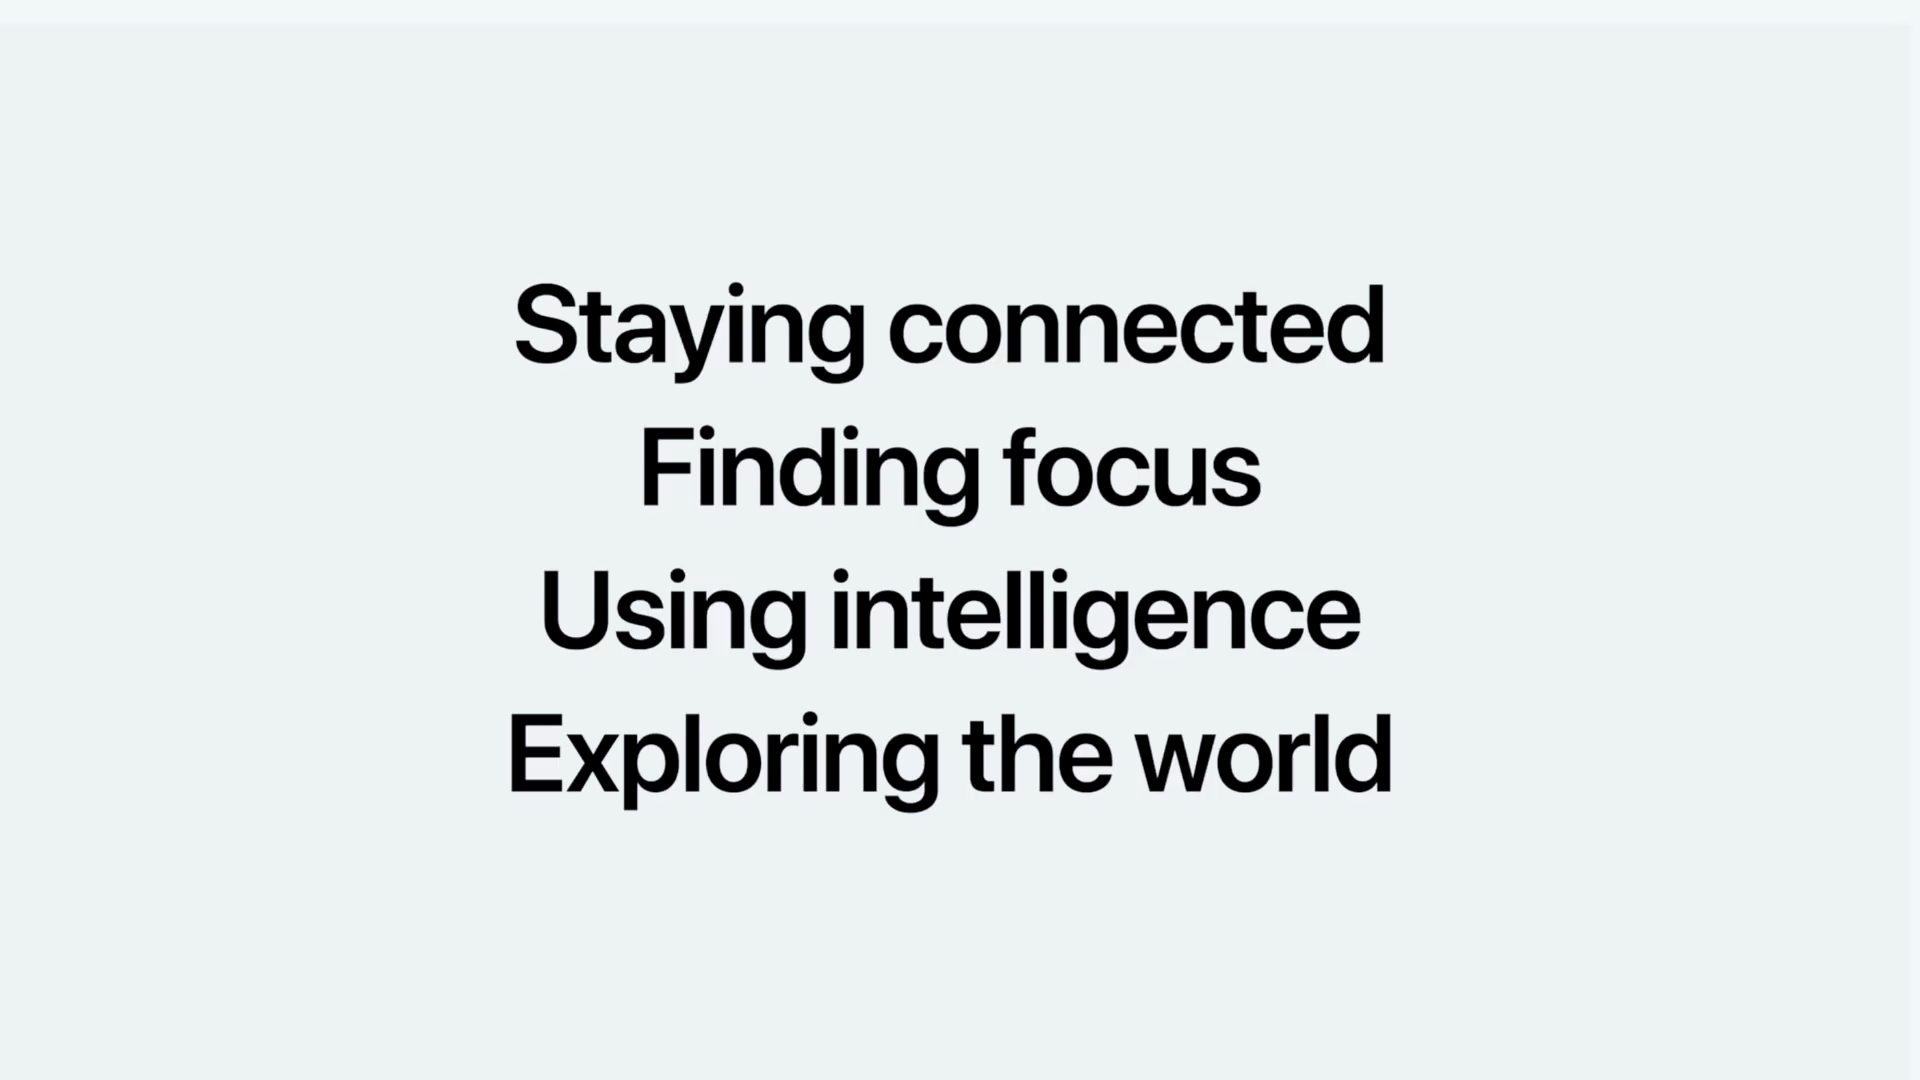 Staying connected
Finding focus
Using intelligence
Exploring the world